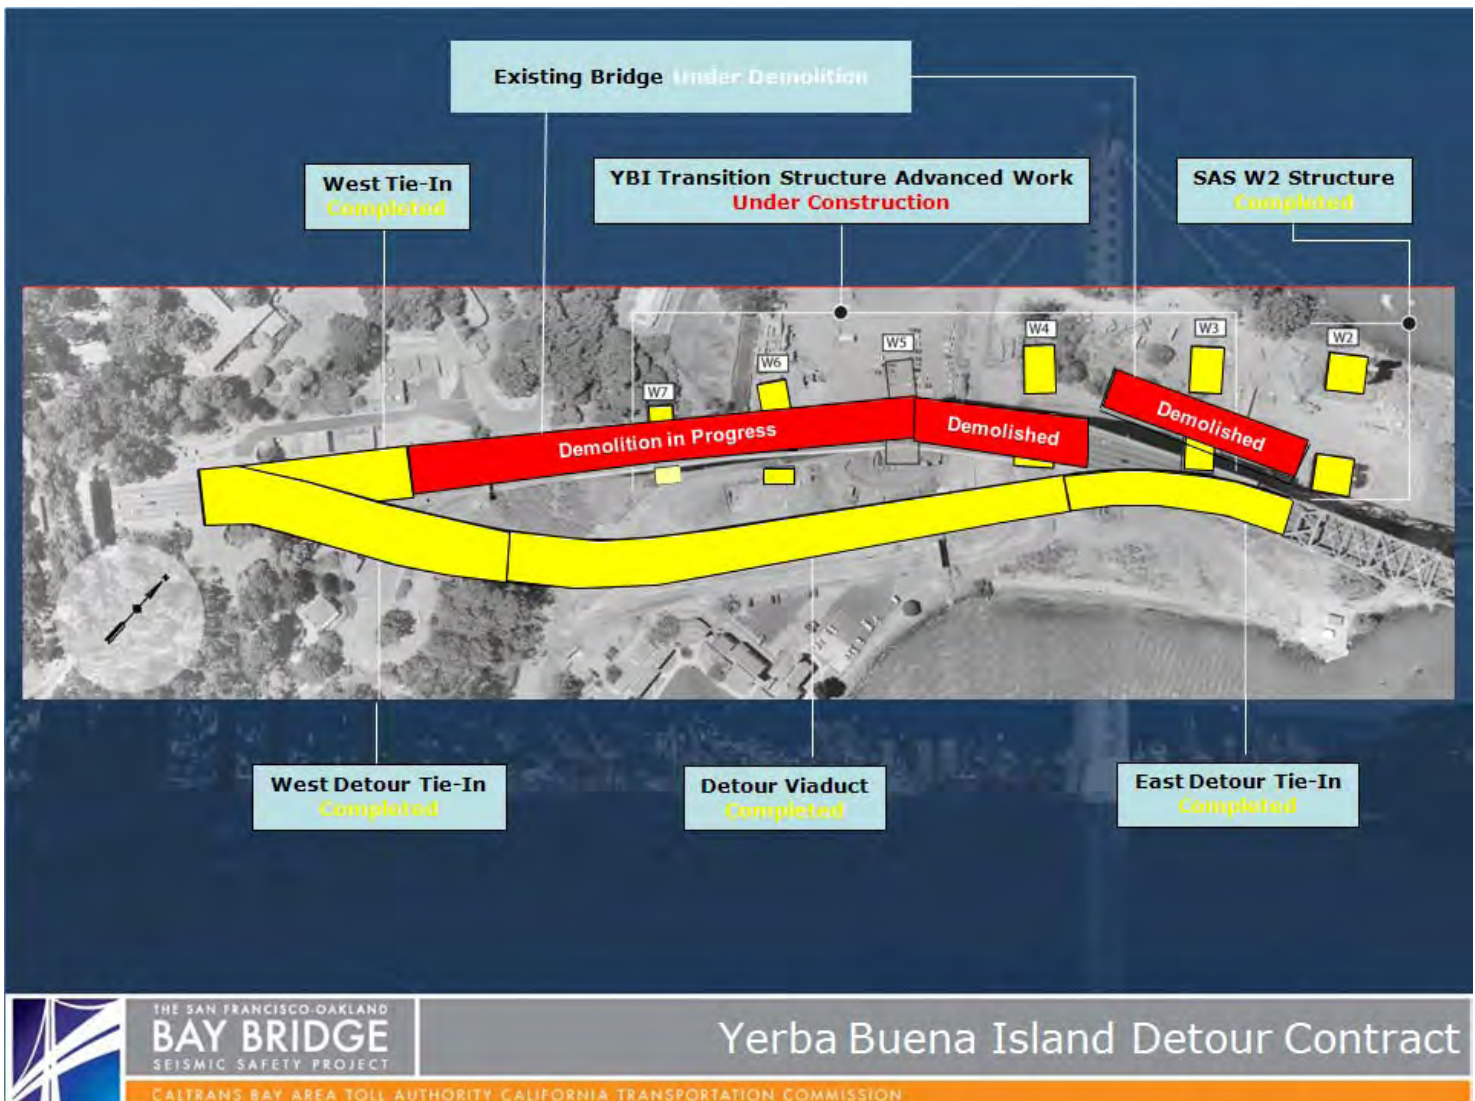 Existing Bridge Under Demolition
West Tie-In
Completed
YBI Transition Structure Advanced Work
Under Construction
SAS W2 Structure
Completed
W7
W6
W5
W4
W3
W2
Demolition in Progress
Demolished
Demolished
West Detour Tie-In
Completed
Detour Viaduct
Completed
East Detour Tie-In
Completed
THE SAN FRANCISCO-OAKLAND
BAY BRIDGE
SEISMIC SAFETY PROJECT
Yerba Buena Island Detour Contract
CALTRANS BAY AREA TOLL AUTHORITY CALIFORNIA TRANSPORTATION COMMISSION